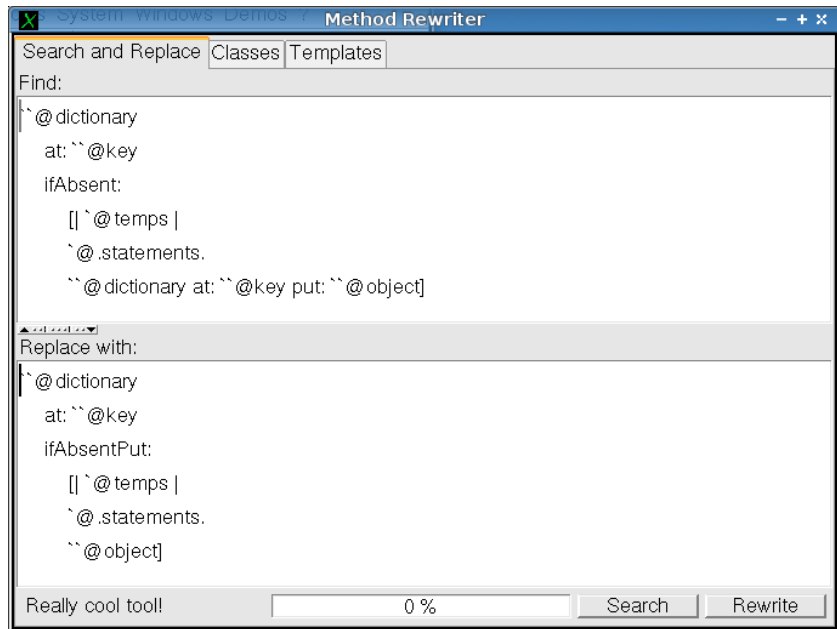 System Windows Demos ?
Method Rewriter
Search and Replace Classes Templates
Find:
``@dictionary
at: ``@key
ifAbsent:
[| `@temps |
`@.statements.
``@dictionary at: ``@key put: ``@object]
Replace with:
``@dictionary
at: ``@key
ifAbsentPut:
[| `@temps |
`@.statements.
``@object]
Really cool tool! 0 % Search Rewrite